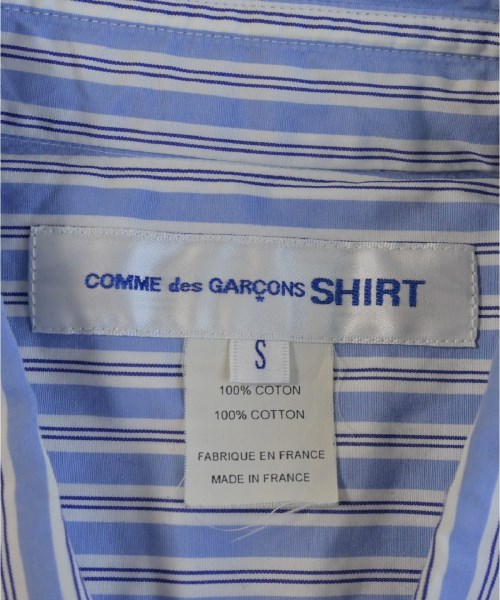 COMME des GARÇONS SHIRT
S
100% COTON
100% COTTON
FABRIQUE EN FRANCE
MADE IN FRANCE